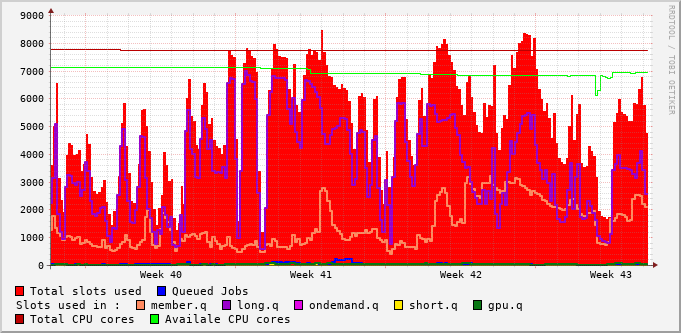 9000
8000
7000
6000
5000
4000
3000
2000
1000
0
Week 40 Week 41 Week 42 Week 43
RRDTOOL / TOBI OETIKER
Total slots used Queued Jobs
Slots used in : member.q long.q ondemand.q short.q gpu.q
Total CPU cores Availale CPU cores